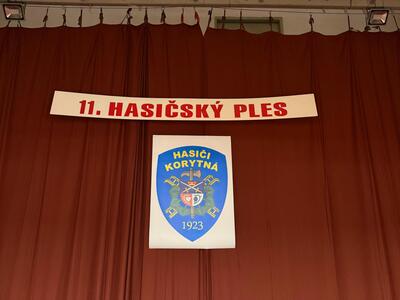 11. HASIČSKÝ PLES
HASIČI
KORYTNÁ
1923